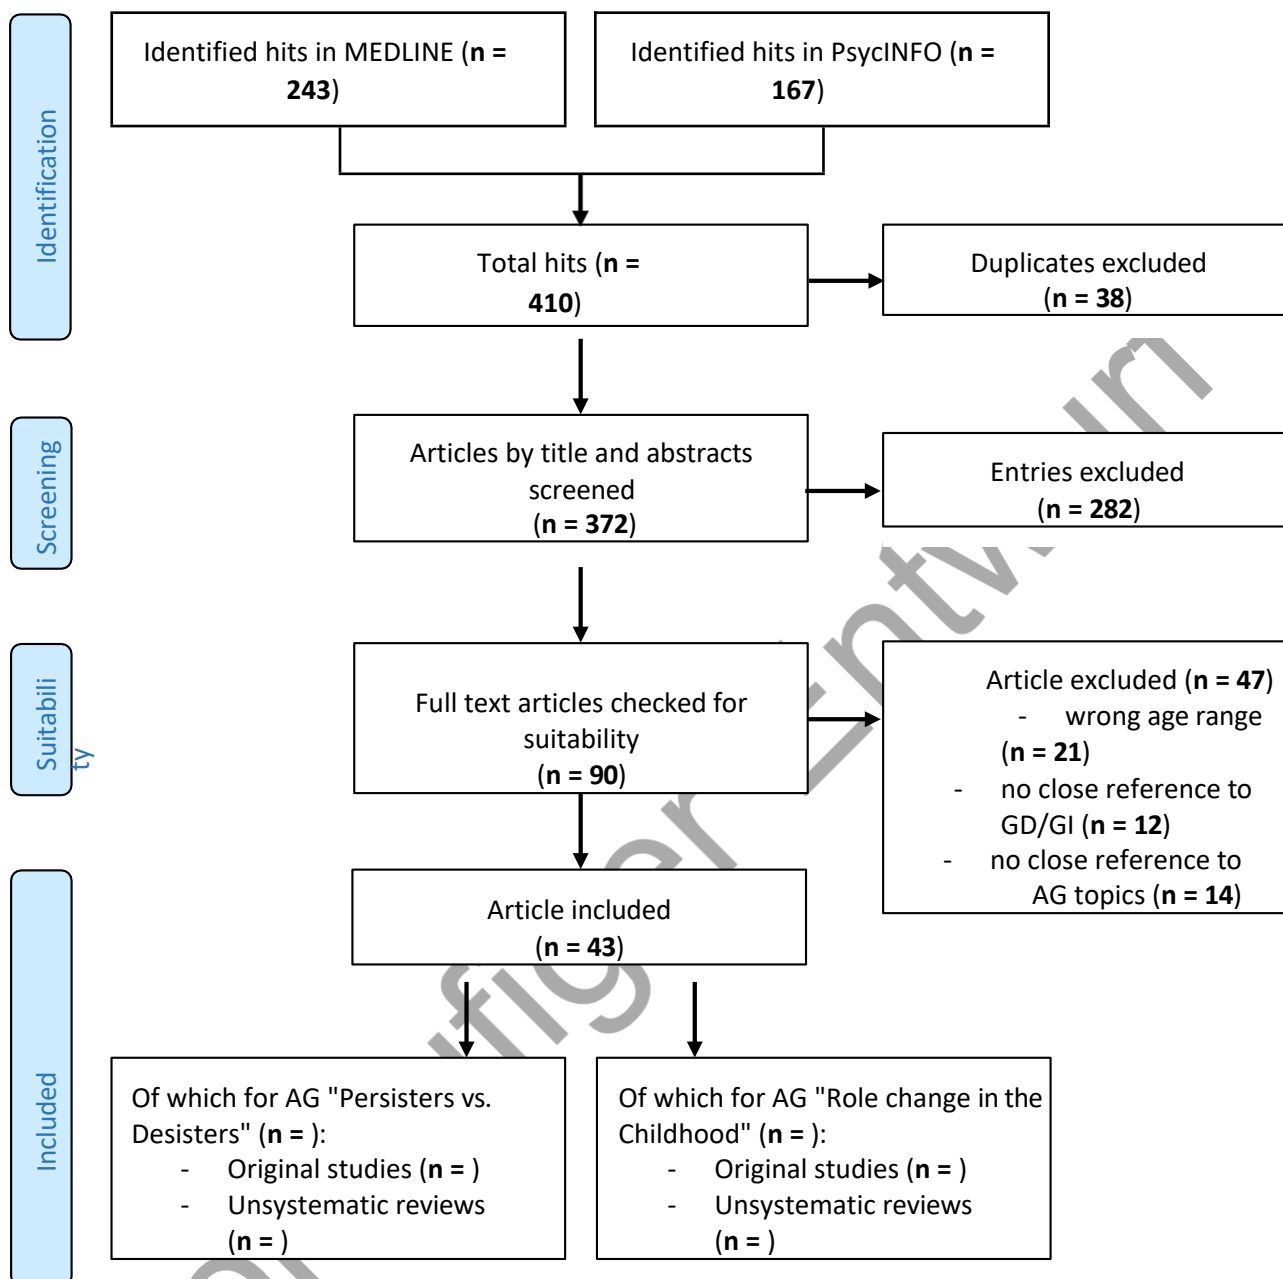 Identification
Identified hits in MEDLINE (n =
243)
Identified hits in PsycINFO (n =
167)
Total hits (n =
410)
Duplicates excluded
(n = 38)
Screening
Articles by title and abstracts
screened
(n = 372)
Entries excluded
(n = 282)
Suitabili
ty
Full text articles checked for
suitability
(n = 90)
Article excluded (n = 47)
- wrong age range
(n = 21)
- no close reference to
GD/GI (n = 12)
- no close reference to
AG topics (n = 14)
Included
Article included
(n = 43)
Of which for AG "Persisters vs.
Desisters" (n = ):
- Original studies (n = )
- Unsystematic reviews
(n = )
Of which for AG "Role change in the
Childhood" (n = ):
- Original studies (n = )
- Unsystematic reviews
(n = )